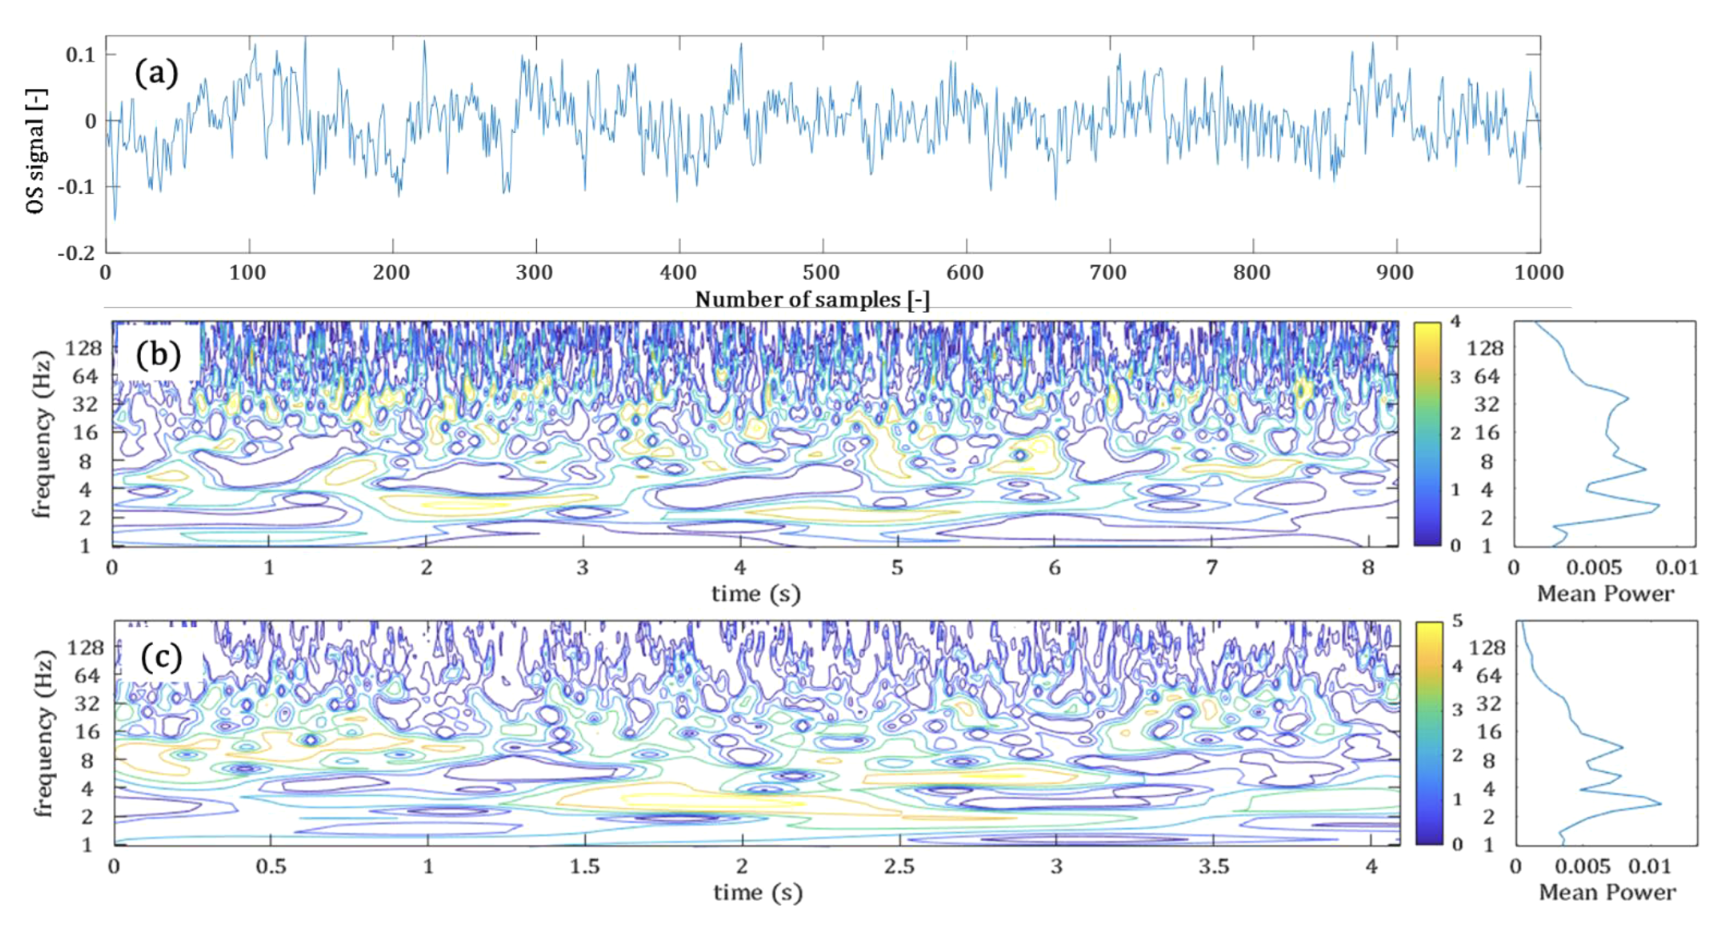 (a)
OS signal [-]
0.1
0
-0.1
-0.2
0 100 200 300 400 500 600 700 800 900 1000
Number of samples [-]
(b)
frequency (Hz)
128
64
32
16
8
4
2
1
0 1 2 3 4 5 6 7 8
time (s)
4
3
2
1
0
128
64
32
16
8
4
2
1
0 0.005 0.01
Mean Power
(c)
frequency (Hz)
128
64
32
16
8
4
2
1
0 0.5 1 1.5 2 2.5 3 3.5 4
time (s)
5
4
3
2
1
0
128
64
32
16
8
4
2
1
0 0.005 0.01
Mean Power